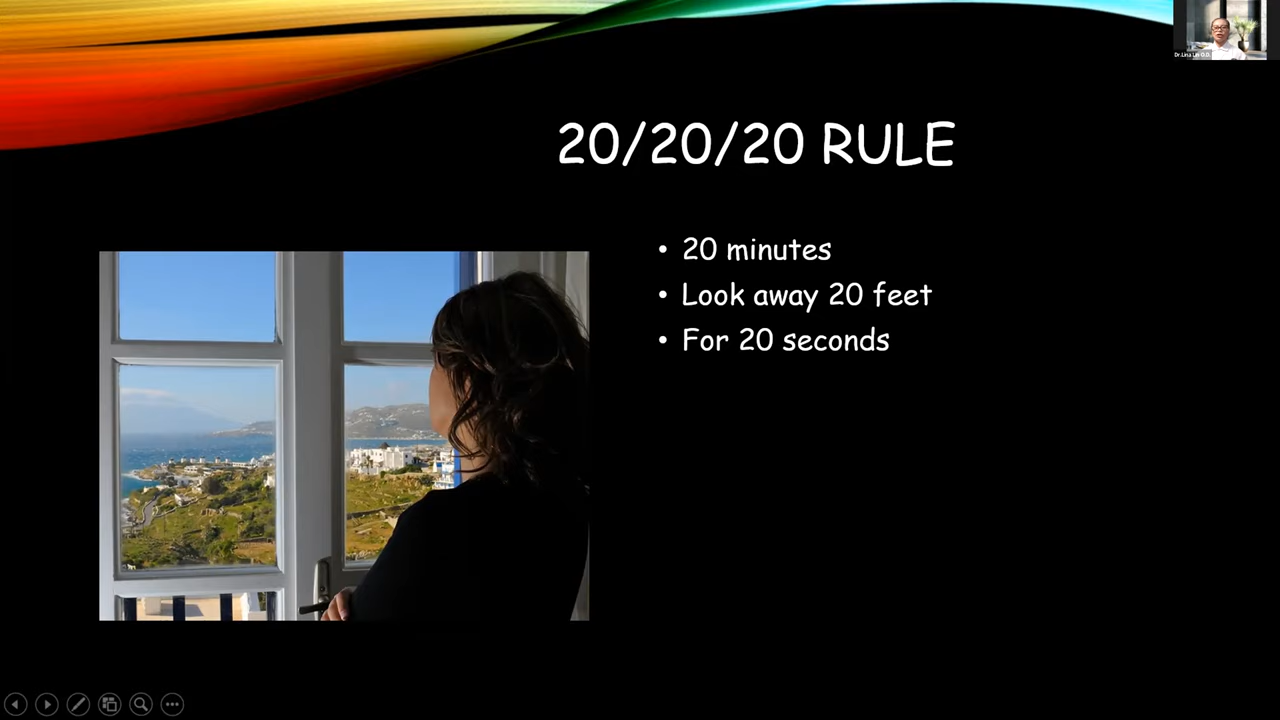 20/20/20 RULE
• 20 minutes
• Look away 20 feet
• For 20 seconds